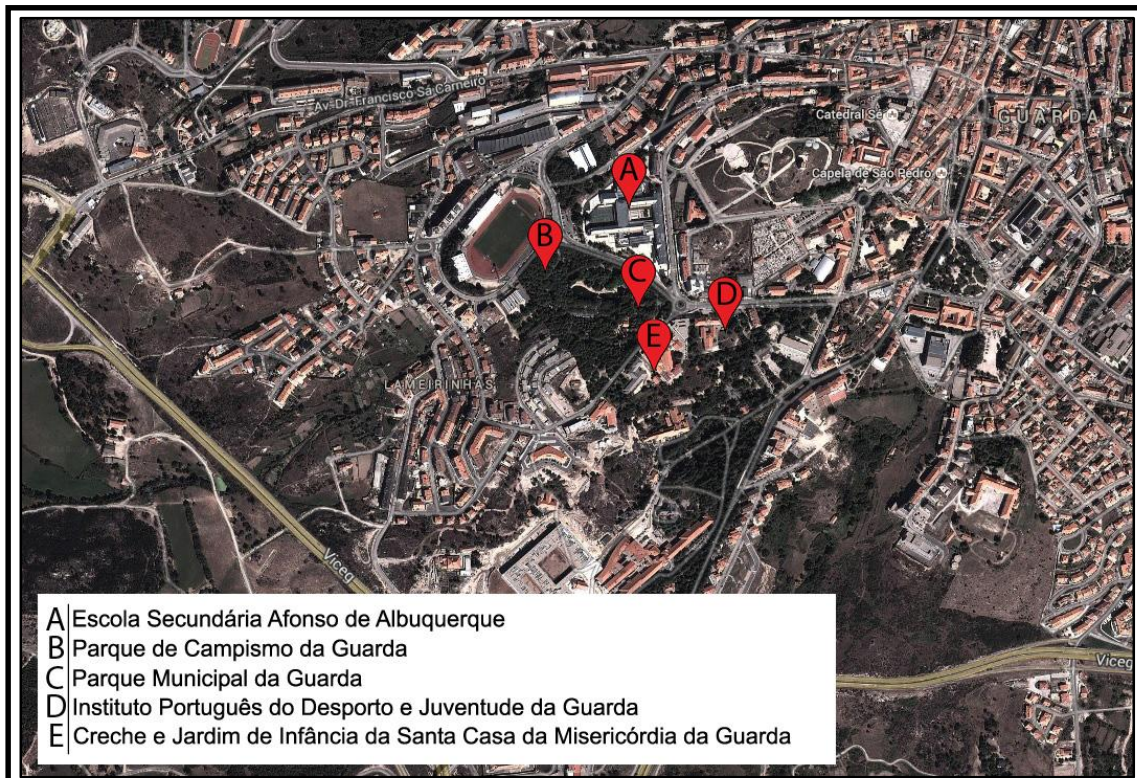 Av. Dr. Francisco Sá Carneiro
Catedral Sé
GUARDA
Capela de São Pedro
A
B
C
D
E
LAMEIRINHAS
Viceg
Viceg
A Escola Secundária Afonso de Albuquerque
B Parque de Campismo da Guarda
C Parque Municipal da Guarda
D Instituto Português do Desporto e Juventude da Guarda
E Creche e Jardim de Infância da Santa Casa da Misericórdia da Guarda